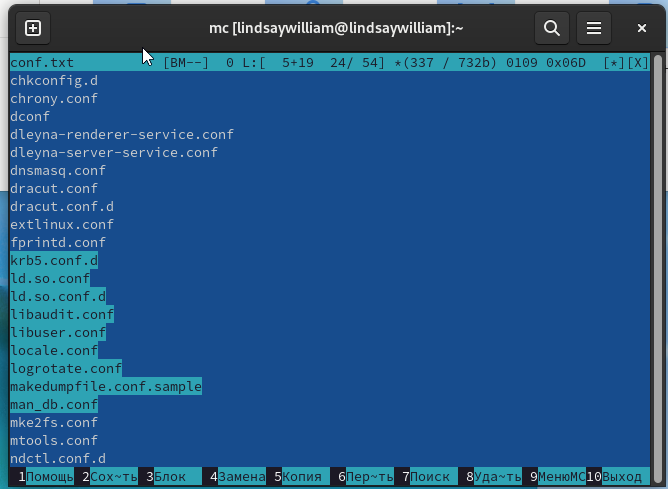 mc [lindsaywilliam@lindsaywilliam]:~
conf.txt [BM--] 0 L:[ 5+19 24/ 54] *(337 / 732b) 0109 0x06D [*][X]
chkconfig.d
chrony.conf
dconf
dleyna-renderer-service.conf
dleyna-server-service.conf
dnsmasq.conf
dracut.conf
dracut.conf.d
extlinux.conf
fprintd.conf
krb5.conf.d
ld.so.conf
ld.so.conf.d
libaudit.conf
libuser.conf
locale.conf
logrotate.conf
makedumpfile.conf.sample
man_db.conf
mke2fs.conf
mtools.conf
ndctl.conf.d
1Помощь 2Сох~ть 3Блок 4Замена 5Копия 6Пер~ть 7Поиск 8Уда~ть 9МенюMC 10Выход